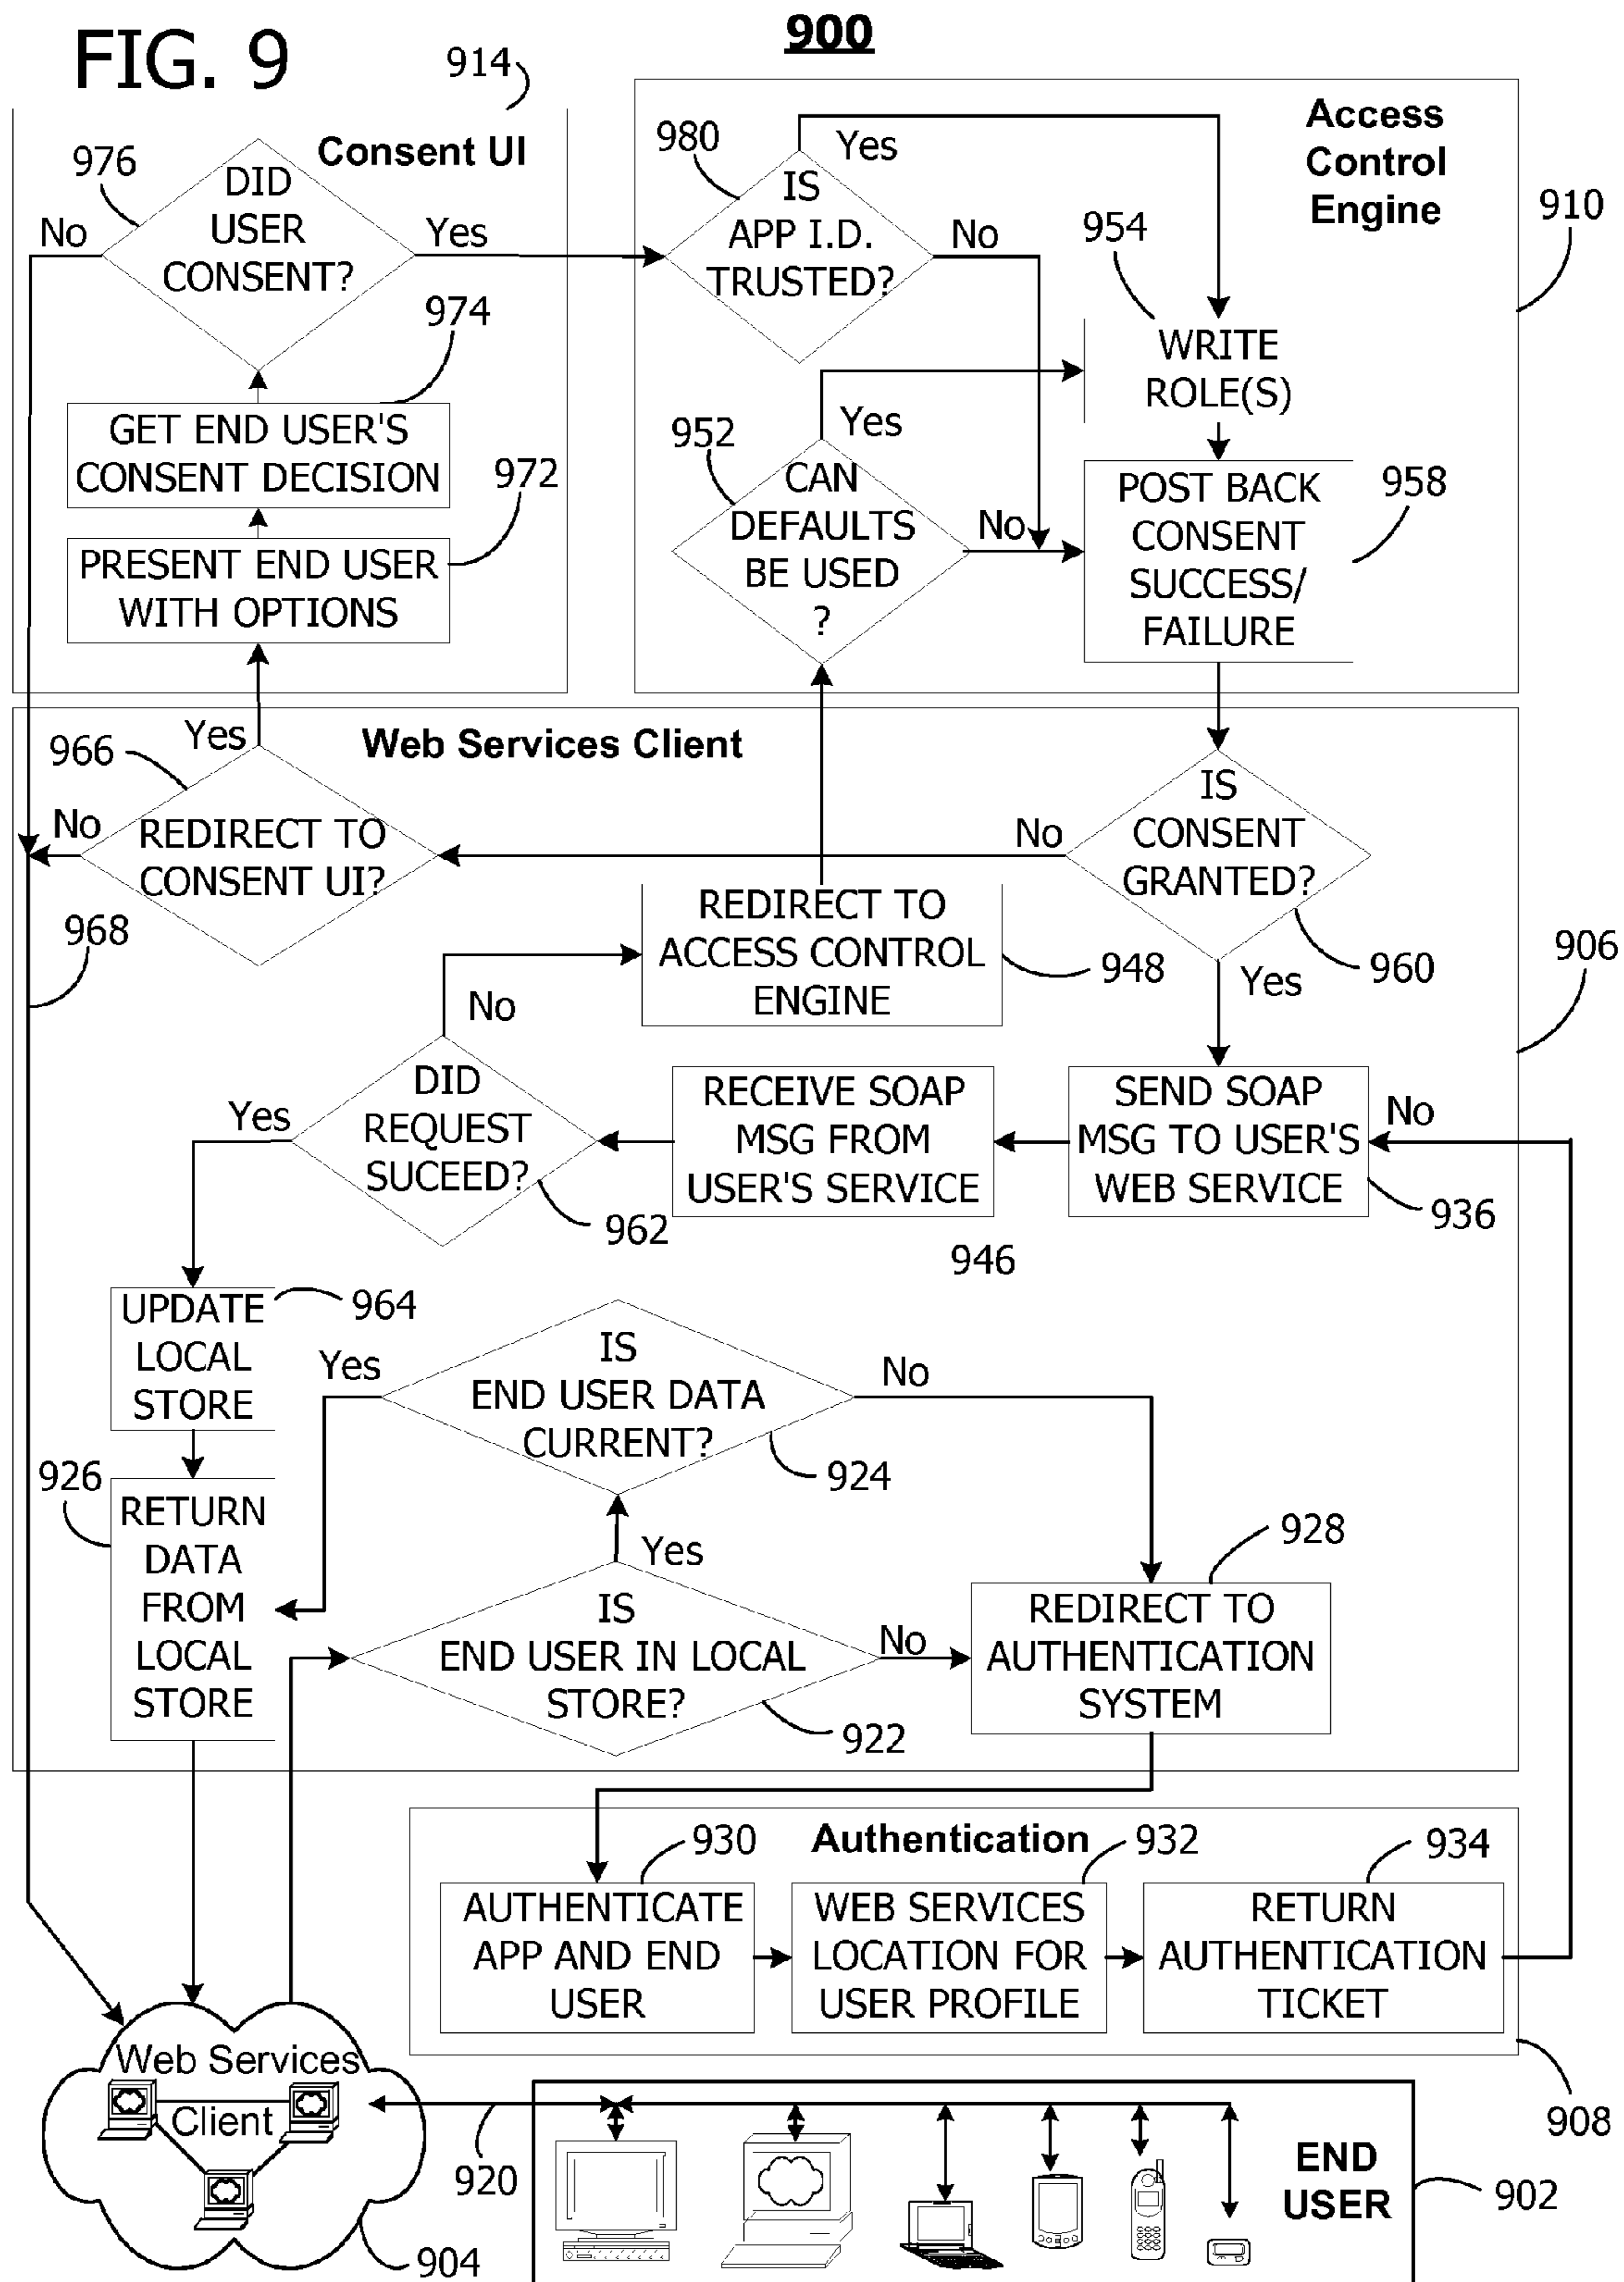 FIG. 9
900
914
Consent UI
976
DID
USER
CONSENT?
No
Yes
974
GET END USER'S
CONSENT DECISION
972
PRESENT END USER
WITH OPTIONS
Access
Control
Engine
910
980
Yes
IS
APP I.D.
TRUSTED?
No
954
WRITE
ROLE(S)
952
Yes
CAN
DEFAULTS
BE USED
?
No
POST BACK
CONSENT
SUCCESS/
FAILURE
958
Web Services Client
966
Yes
No
REDIRECT TO
CONSENT UI?
No
IS
CONSENT
GRANTED?
968
REDIRECT TO
ACCESS CONTROL
ENGINE
948
960
Yes
906
No
DID
REQUEST
SUCEED?
Yes
962
RECEIVE SOAP
MSG FROM
USER'S SERVICE
946
SEND SOAP
MSG TO USER'S
WEB SERVICE
No
936
UPDATE
LOCAL
STORE
964
Yes
IS
END USER DATA
CURRENT?
No
924
926
RETURN
DATA
FROM
LOCAL
STORE
Yes
IS
END USER IN LOCAL
STORE?
No
922
928
REDIRECT TO
AUTHENTICATION
SYSTEM
Authentication
930
932
934
AUTHENTICATE
APP AND END
USER
WEB SERVICES
LOCATION FOR
USER PROFILE
RETURN
AUTHENTICATION
TICKET
908
Web Services
Client
904
920
END
USER
902